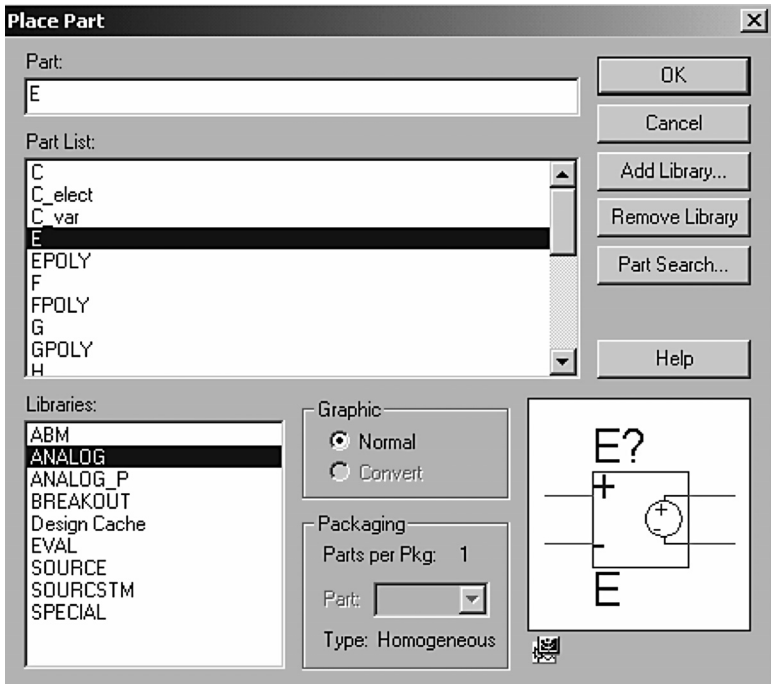 Place Part
Part:
E
OK
Cancel
Part List:
C
C_elect
C_var
E
EPOLY
F
FPOLY
G
GPOLY
H
Add Library...
Remove Library
Part Search...
Help
Libraries:
ABM
ANALOG
ANALOG_P
BREAKOUT
Design Cache
EVAL
SOURCE
SOURCSTM
SPECIAL
Graphic
Normal
Convert
Packaging
Parts per Pkg: 1
Part:
Type: Homogeneous
E?
+
+
-
-
E